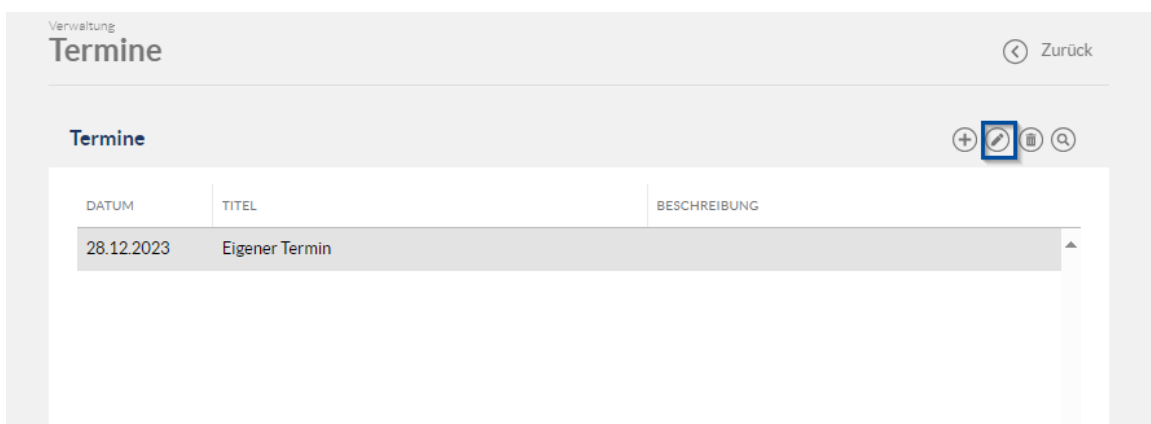 Verwaltung
Termine
Zurück
Termine
DATUM TITEL BESCHREIBUNG
28.12.2023 Eigener Termin